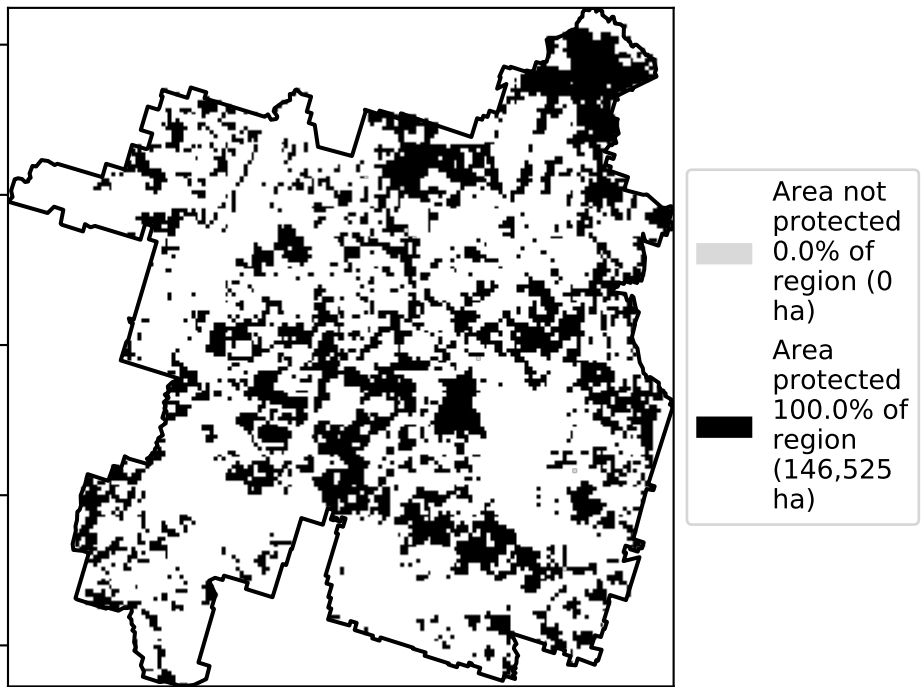 Area not
protected
0.0% of
region (0
ha)
Area
protected
100.0% of
region
(146,525
ha)